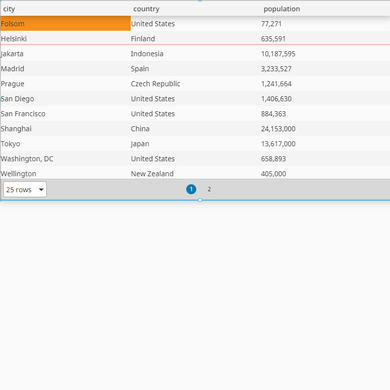 city country population
Folsom United States 77,271
Helsinki Finland 635,591
Jakarta Indonesia 10,187,595
Madrid Spain 3,233,527
Prague Czech Republic 1,241,664
San Diego United States 1,406,630
San Francisco United States 884,363
Shanghai China 24,153,000
Tokyo Japan 13,617,000
Washington, DC United States 658,893
Wellington New Zealand 405,000
25 rows 1 2